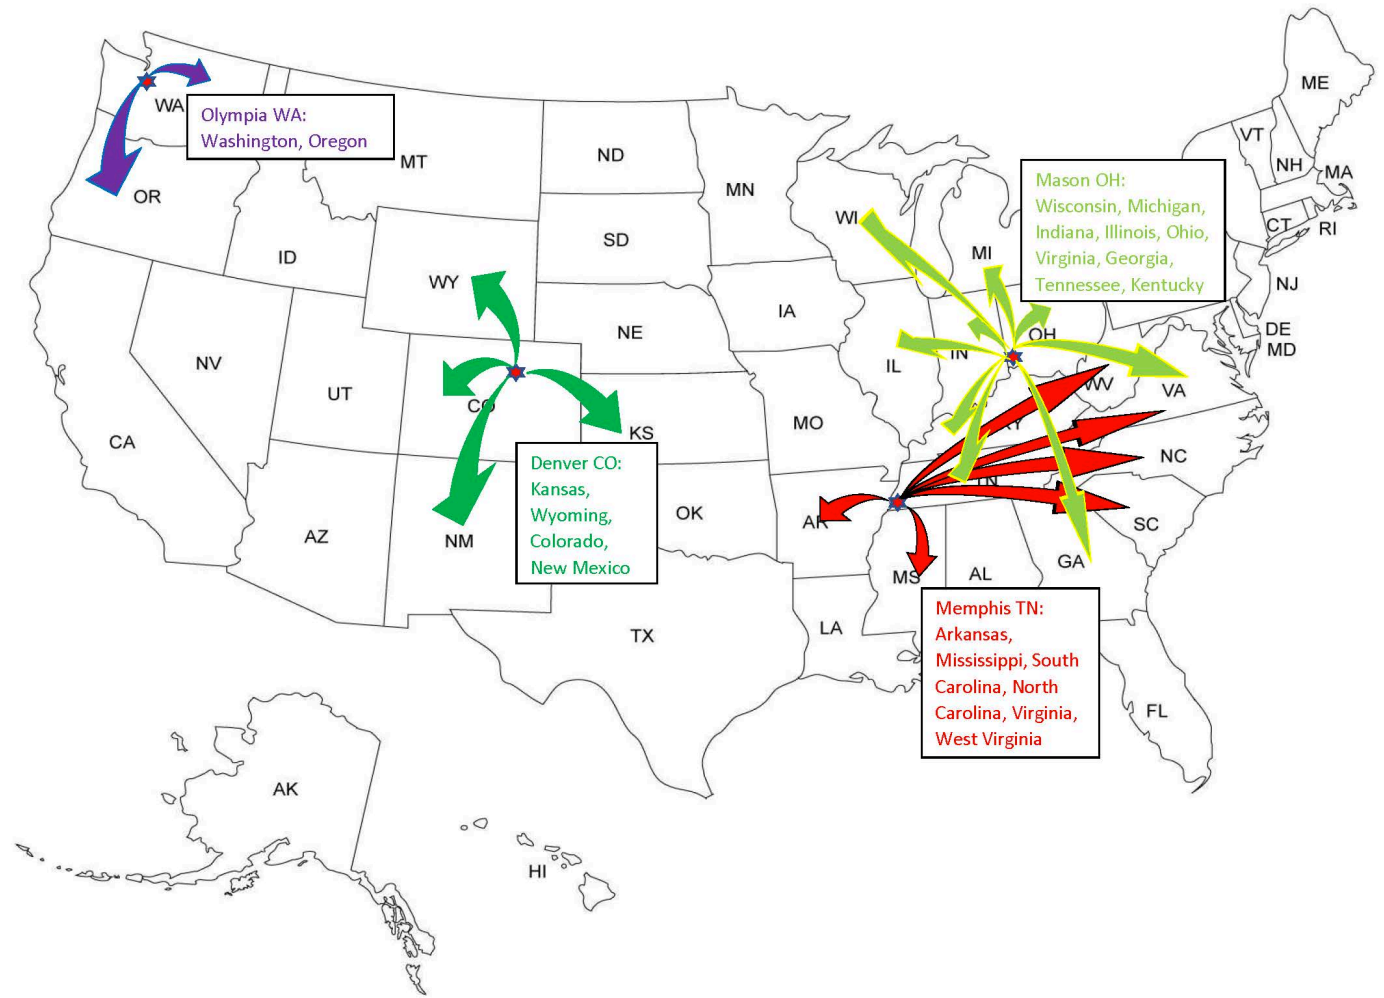 ME
WA
Olympia WA:
Washington, Oregon
VT
NH
MA
MT
ND
MN
OR
WI
Mason OH:
Wisconsin, Michigan,
Indiana, Illinois, Ohio,
Virginia, Georgia,
Tennessee, Kentucky
CT
RI
SD
ID
MI
WY
NJ
IA
NE
OH
DE
MD
NV
UT
CO
IL
IN
WV
VA
CA
KS
MO
KY
NC
Denver CO:
Kansas,
Wyoming,
Colorado,
New Mexico
TN
AZ
NM
OK
AR
SC
MS
AL
GA
Memphis TN:
Arkansas,
Mississippi, South
Carolina, North
Carolina, Virginia,
West Virginia
TX
LA
FL
AK
HI